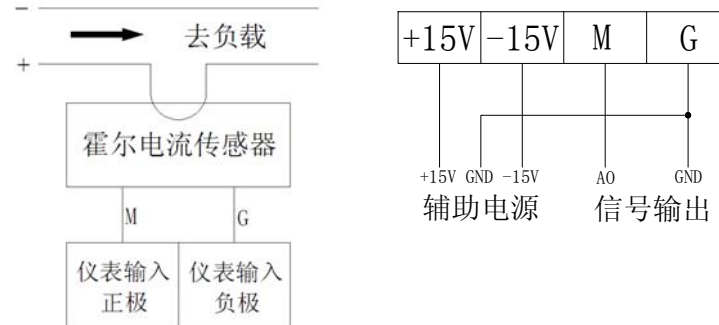 −
去负载
+
霍尔电流传感器
M
G
仪表输入
正极
仪表输入
负极
+15V
-15V
M
G
+15V GND -15V
AO
GND
辅助电源
信号输出